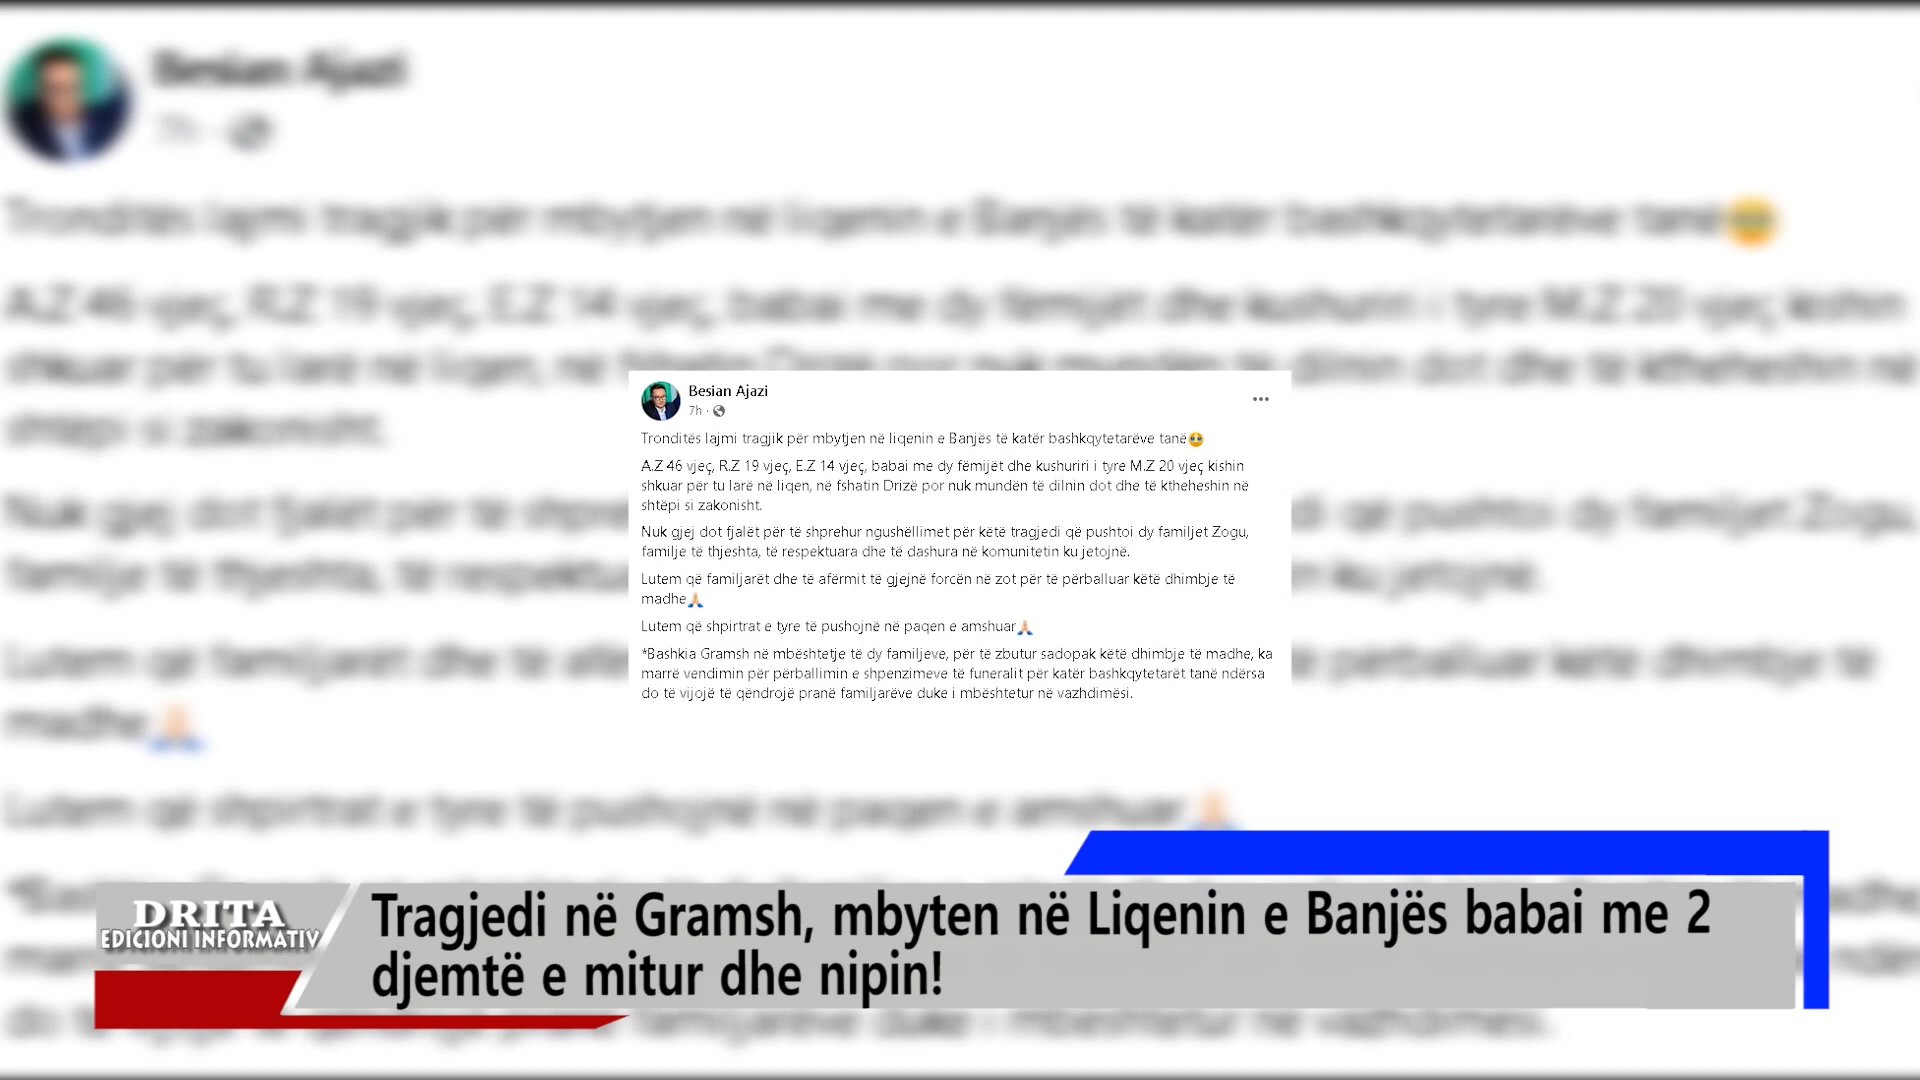 Besian Ajazi
7h
Tronditës lajmi tragjik për mbytjen në liqenin e Banjës të katër bashkqytetarëve tanë🥹
A.Z 46 vjeç, R.Z 19 vjeç, E.Z 14 vjeç, babai me dy fëmijët dhe kushuriri i tyre M.Z 20 vjeç kishin
shkuar për tu larë në liqen, në fshatin Drizë por nuk mundën të dilnin dot dhe të ktheheshin në
shtëpi si zakonisht.
Nuk gjej dot fjalët për të shprehur ngushëllimet për këtë tragjedi që pushtoi dy familjet Zogu,
familje të thjeshta, të respektuara dhe të dashura në komunitetin ku jetojnë.
Lutem që familjarët dhe të afërmit të gjejnë forcën në zot për të përballuar këtë dhimbje të
madhe🙏🏻
Lutem që shpirtrat e tyre të pushojnë në paqen e amshuar🙏🏻
*Bashkia Gramsh në mbështetje të dy familjeve, për të zbutur sadopak këtë dhimbje të madhe, ka
marrë vendimin për përballimin e shpenzimeve të funeralit për katër bashkqytetarët tanë ndërsa
do të vijojë të qëndrojë pranë familjarëve duke i mbështetur në vazhdimësi.
DRITA
EDICIONI INFORMATIV
Tragjedi në Gramsh, mbyten në Liqenin e Banjës babai me 2
djemtë e mitur dhe nipin!